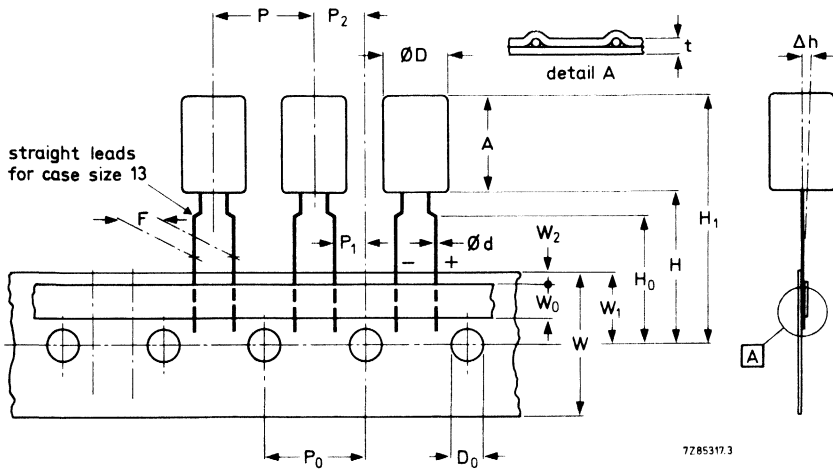 P P₂
ØD
detail A
t
Δh
straight leads
for case size 13
F
A
P₁
Ød
− +
W₂
W₀
W
W₁
H₀
H
H₁
A
P₀
D₀
7Z85317.3